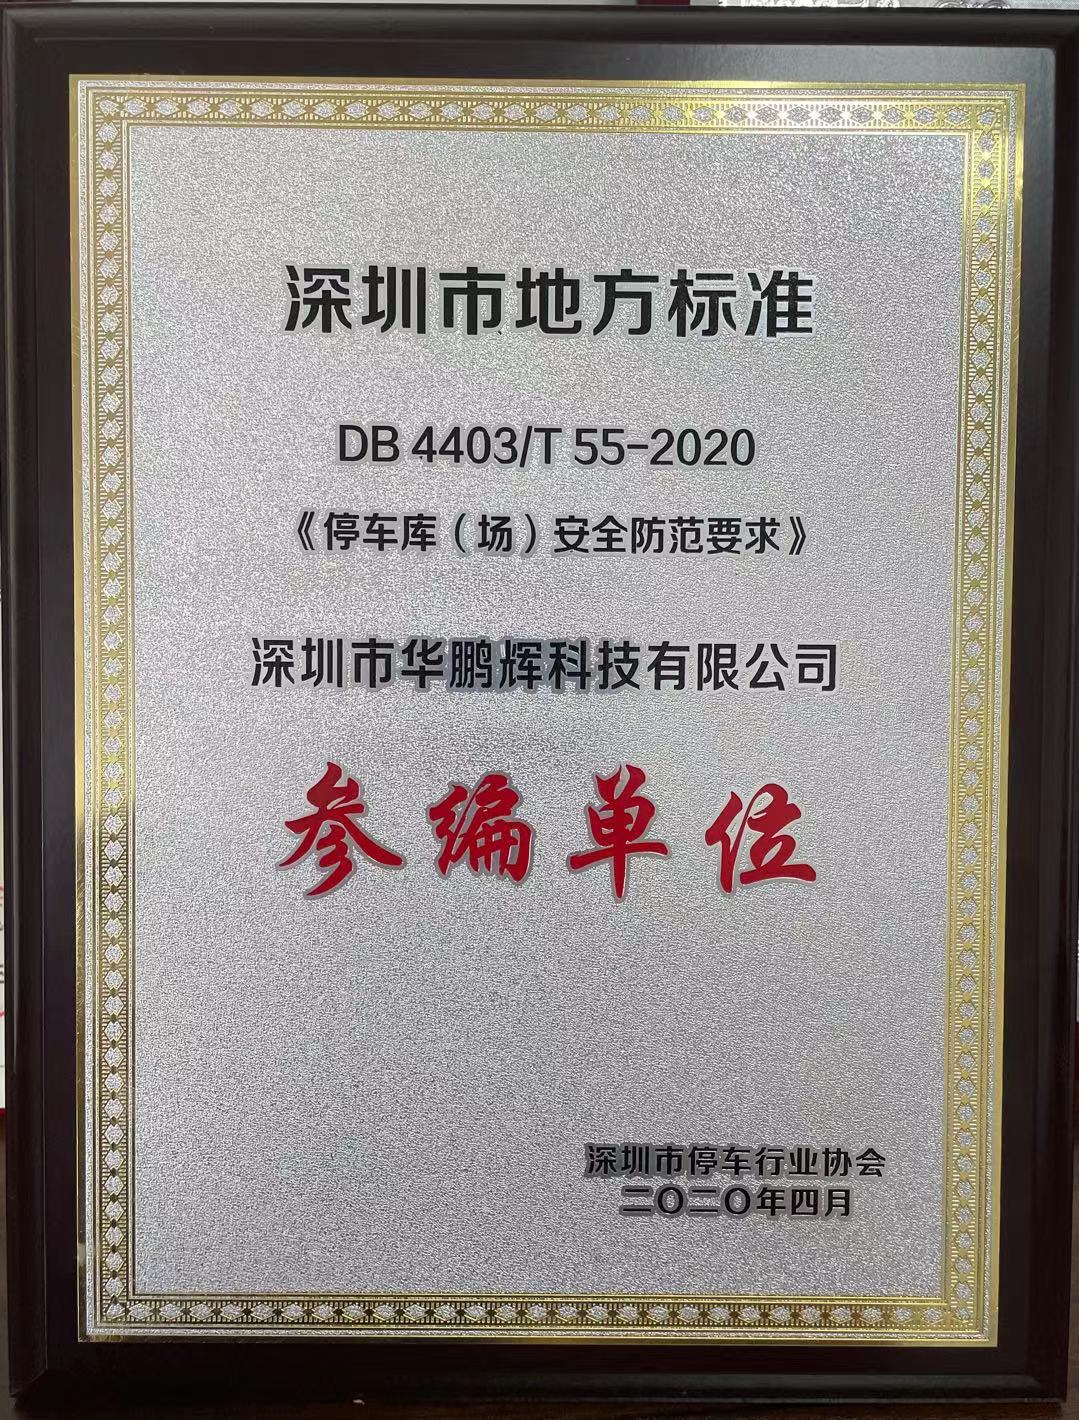 深圳市地方标准
DB 4403/T 55-2020
《停车库（场）安全防范要求》
深圳市华鹏辉科技有限公司
参编单位
深圳市停车行业协会
二〇二〇年四月